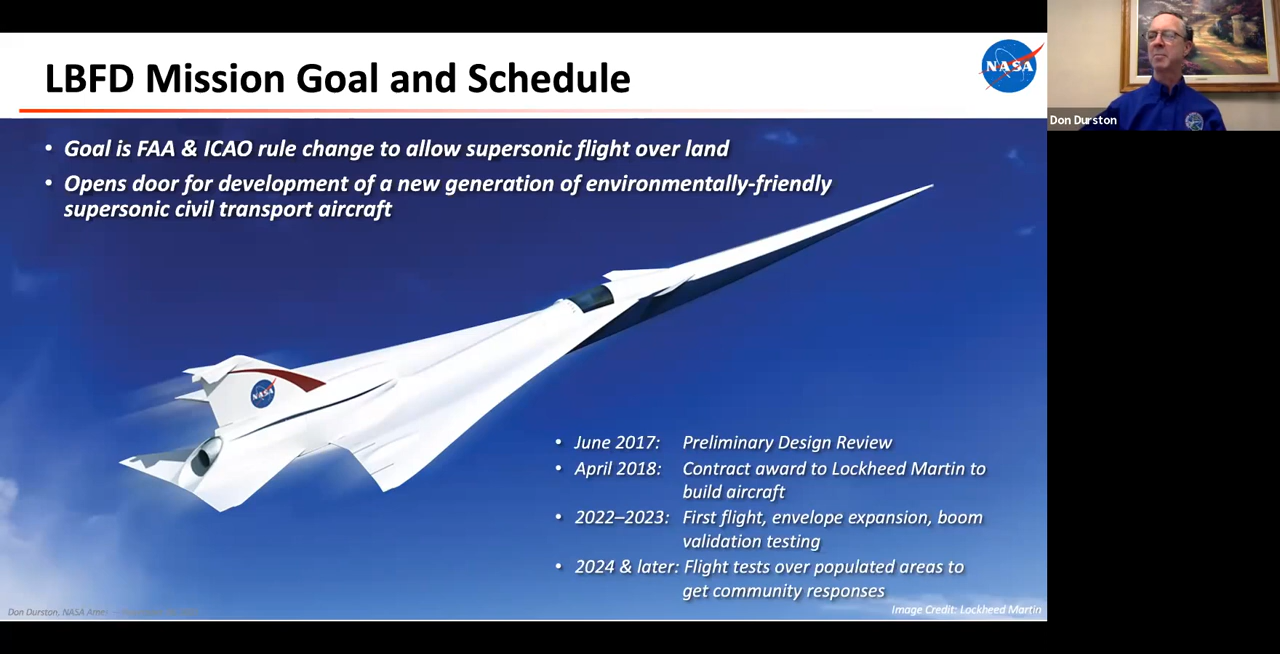 LBFD Mission Goal and Schedule
NASA
Don Durston
• Goal is FAA & ICAO rule change to allow supersonic flight over land
• Opens door for development of a new generation of environmentally-friendly
supersonic civil transport aircraft
NASA
• June 2017: Preliminary Design Review
• April 2018: Contract award to Lockheed Martin to
build aircraft
• 2022–2023: First flight, envelope expansion, boom
validation testing
• 2024 & later: Flight tests over populated areas to
get community responses
Don Durston, NASA Ames
Image Credit: Lockheed Martin